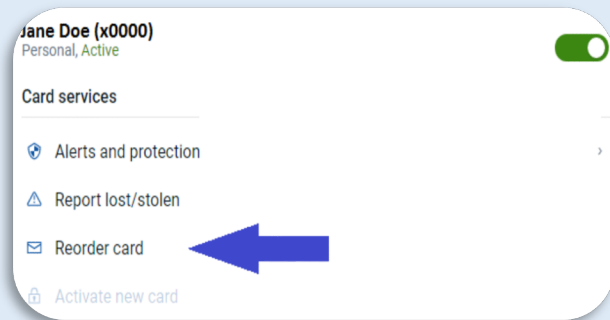 Jane Doe (x0000)
Personal, Active
Card services
Alerts and protection
Report lost/stolen
Reorder card
Activate new card